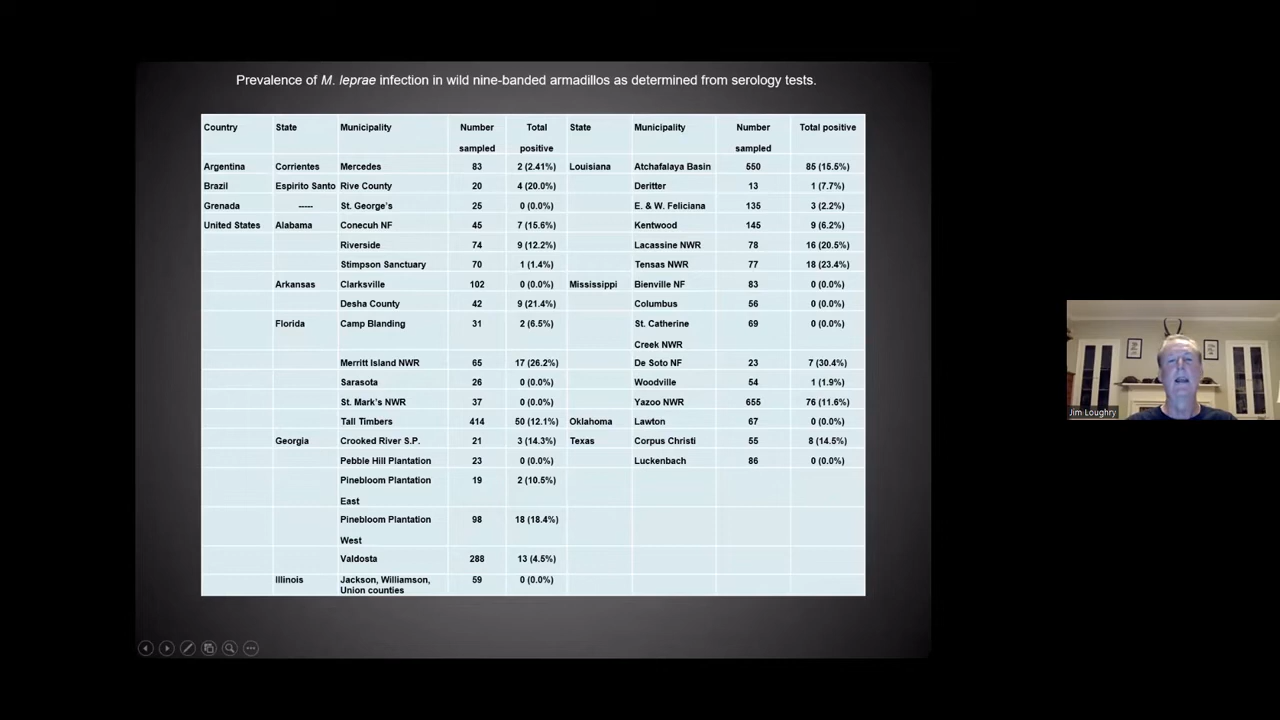 Prevalence of M. leprae infection in wild nine-banded armadillos as determined from serology tests.
Country State Municipality Number sampled Total positive State Municipality Number sampled Total positive
Argentina Corrientes Mercedes 83 2 (2.41%) Louisiana Atchafalaya Basin 550 85 (15.5%)
Brazil Espirito Santo Rive County 20 4 (20.0%) Deritter 13 1 (7.7%)
Grenada ----- St. George's 25 0 (0.0%) E. & W. Feliciana 135 3 (2.2%)
United States Alabama Conecuh NF 45 7 (15.6%) Kentwood 145 9 (6.2%)
Riverside 74 9 (12.2%) Lacassine NWR 78 16 (20.5%)
Stimpson Sanctuary 70 1 (1.4%) Tensas NWR 77 18 (23.4%)
Arkansas Clarksville 102 0 (0.0%) Mississippi Bienville NF 83 0 (0.0%)
Desha County 42 9 (21.4%) Columbus 56 0 (0.0%)
Florida Camp Blanding 31 2 (6.5%) St. Catherine Creek NWR 69 0 (0.0%)
Merritt Island NWR 65 17 (26.2%) De Soto NF 23 7 (30.4%)
Sarasota 26 0 (0.0%) Woodville 54 1 (1.9%)
St. Mark's NWR 37 0 (0.0%) Yazoo NWR 655 76 (11.6%)
Tall Timbers 414 50 (12.1%) Oklahoma Lawton 67 0 (0.0%)
Georgia Crooked River S.P. 21 3 (14.3%) Texas Corpus Christi 55 8 (14.5%)
Pebble Hill Plantation 23 0 (0.0%) Luckenbach 86 0 (0.0%)
Pinebloom Plantation East 19 2 (10.5%)
Pinebloom Plantation West 98 18 (18.4%)
Valdosta 288 13 (4.5%)
Illinois Jackson, Williamson, Union counties 59 0 (0.0%)
Jim Loughry